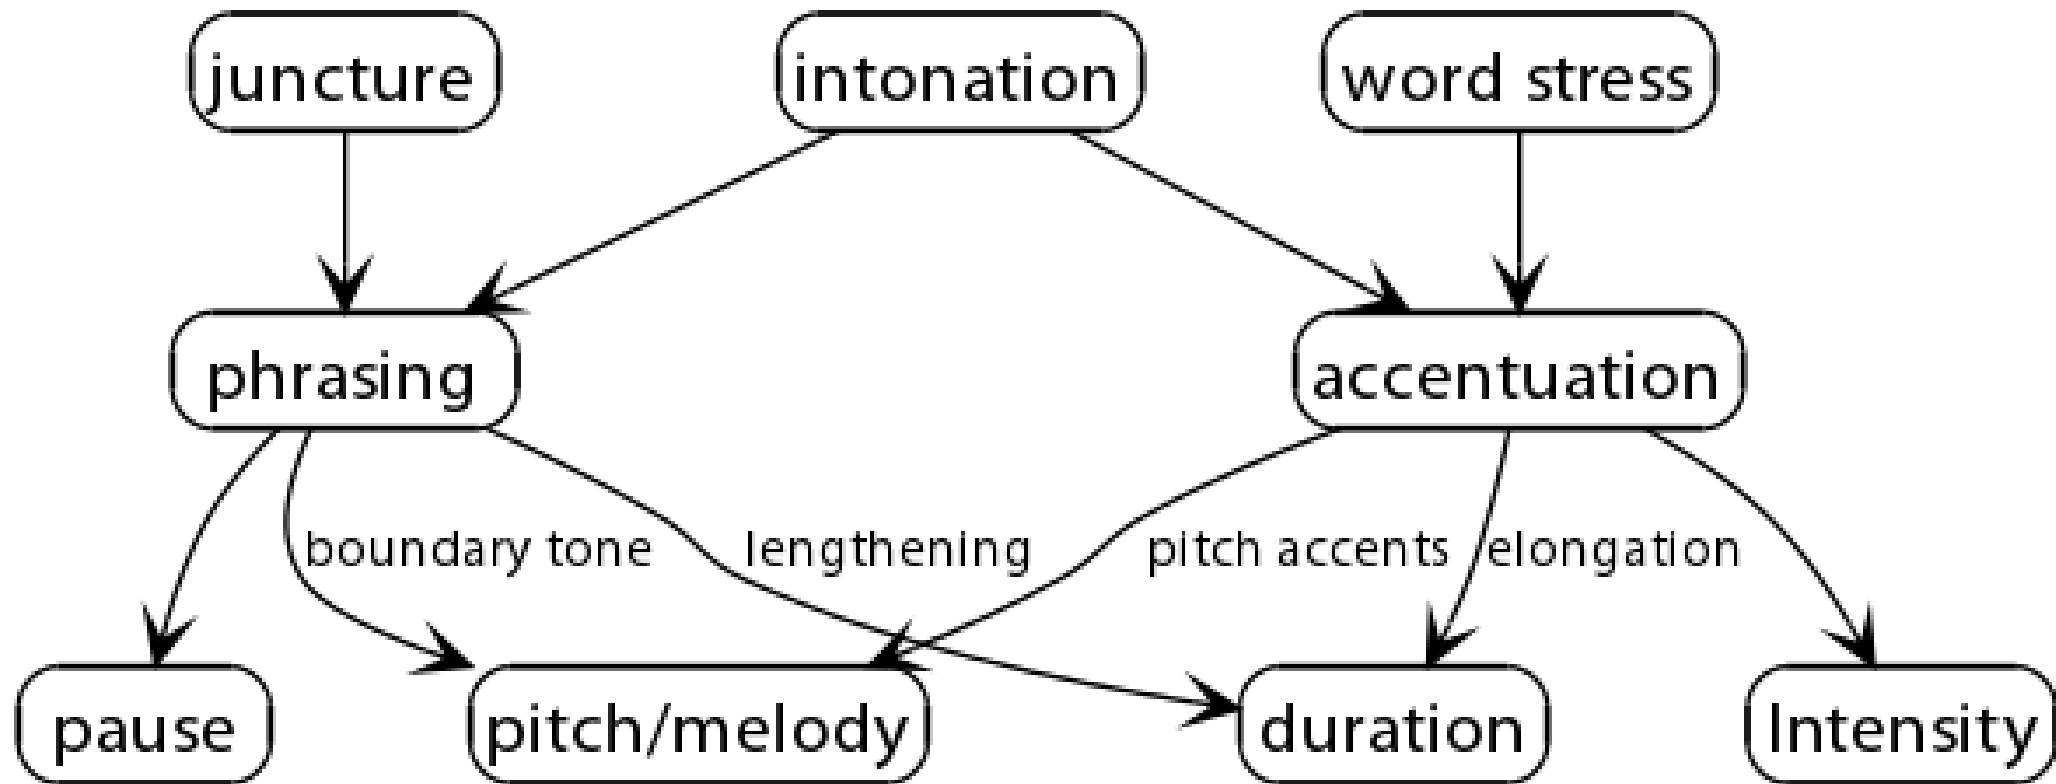 juncture
intonation
word stress
phrasing
accentuation
boundary tone
lengthening
pitch accents
elongation
pause
pitch/melody
duration
Intensity